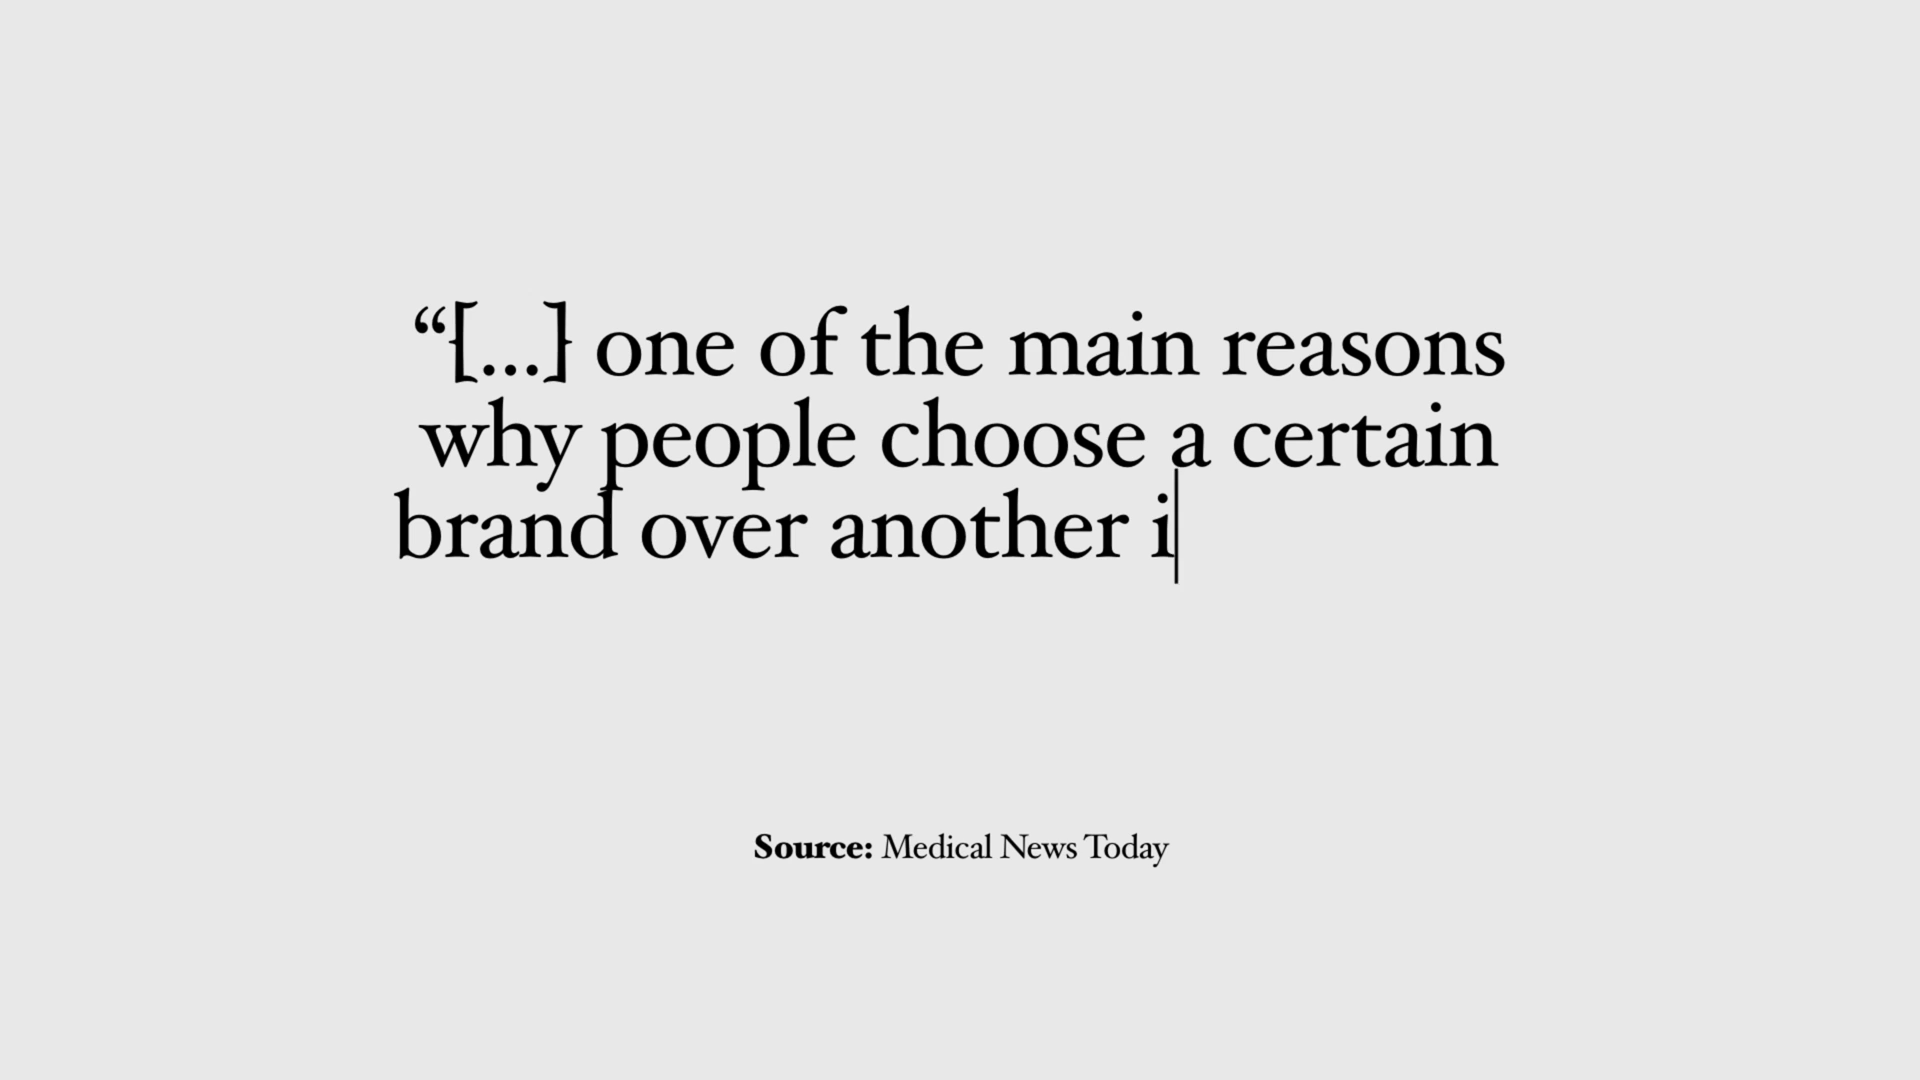 “[...] one of the main reasons
why people choose a certain
brand over another i
Source: Medical News Today